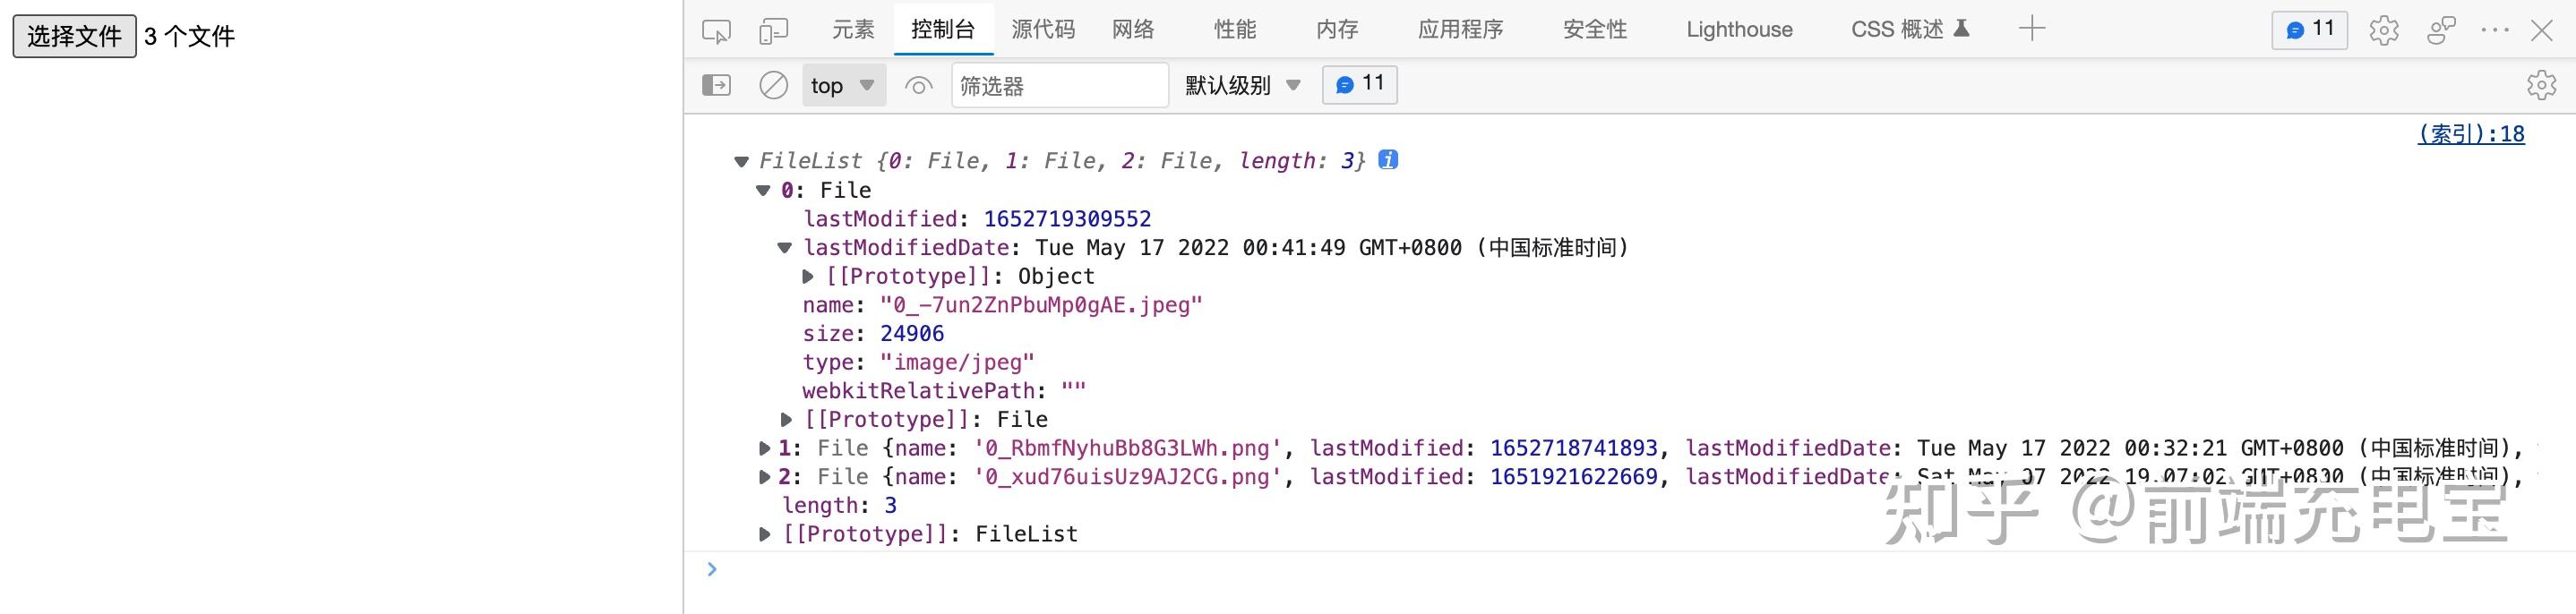 选择文件 3 个文件
元素 控制台 源代码 网络 性能 内存 应用程序 安全性 Lighthouse CSS 概述 11
top 筛选器 默认级别 11
(索引):18
FileList {0: File, 1: File, 2: File, length: 3}
0: File
lastModified: 1652719309552
lastModifiedDate: Tue May 17 2022 00:41:49 GMT+0800 (中国标准时间)
[[Prototype]]: Object
name: "0_-7un2ZnPbuMp0gAE.jpeg"
size: 24906
type: "image/jpeg"
webkitRelativePath: ""
[[Prototype]]: File
1: File {name: '0_RbmfNyhuBb8G3LWh.png', lastModified: 1652718741893, lastModifiedDate: Tue May 17 2022 00:32:21 GMT+0800 (中国标准时间),
2: File {name: '0_xud76uisUz9AJ2CG.png', lastModified: 1651921622669, lastModifiedDate: Sat May 07 2022 19:07:02 GMT+0800 (中国标准时间),
length: 3
[[Prototype]]: FileList
知乎 @前端充电宝